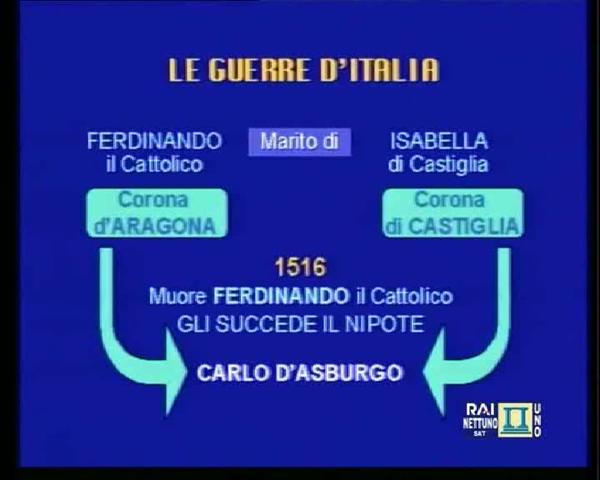 LE GUERRE D'ITALIA
FERDINANDO
il Cattolico
Marito di
ISABELLA
di Castiglia
Corona
d'ARAGONA
Corona
di CASTIGLIA
1516
Muore FERDINANDO il Cattolico
GLI SUCCEDE IL NIPOTE
CARLO D'ASBURGO
RAI
NETTUNO
SAT
UNO